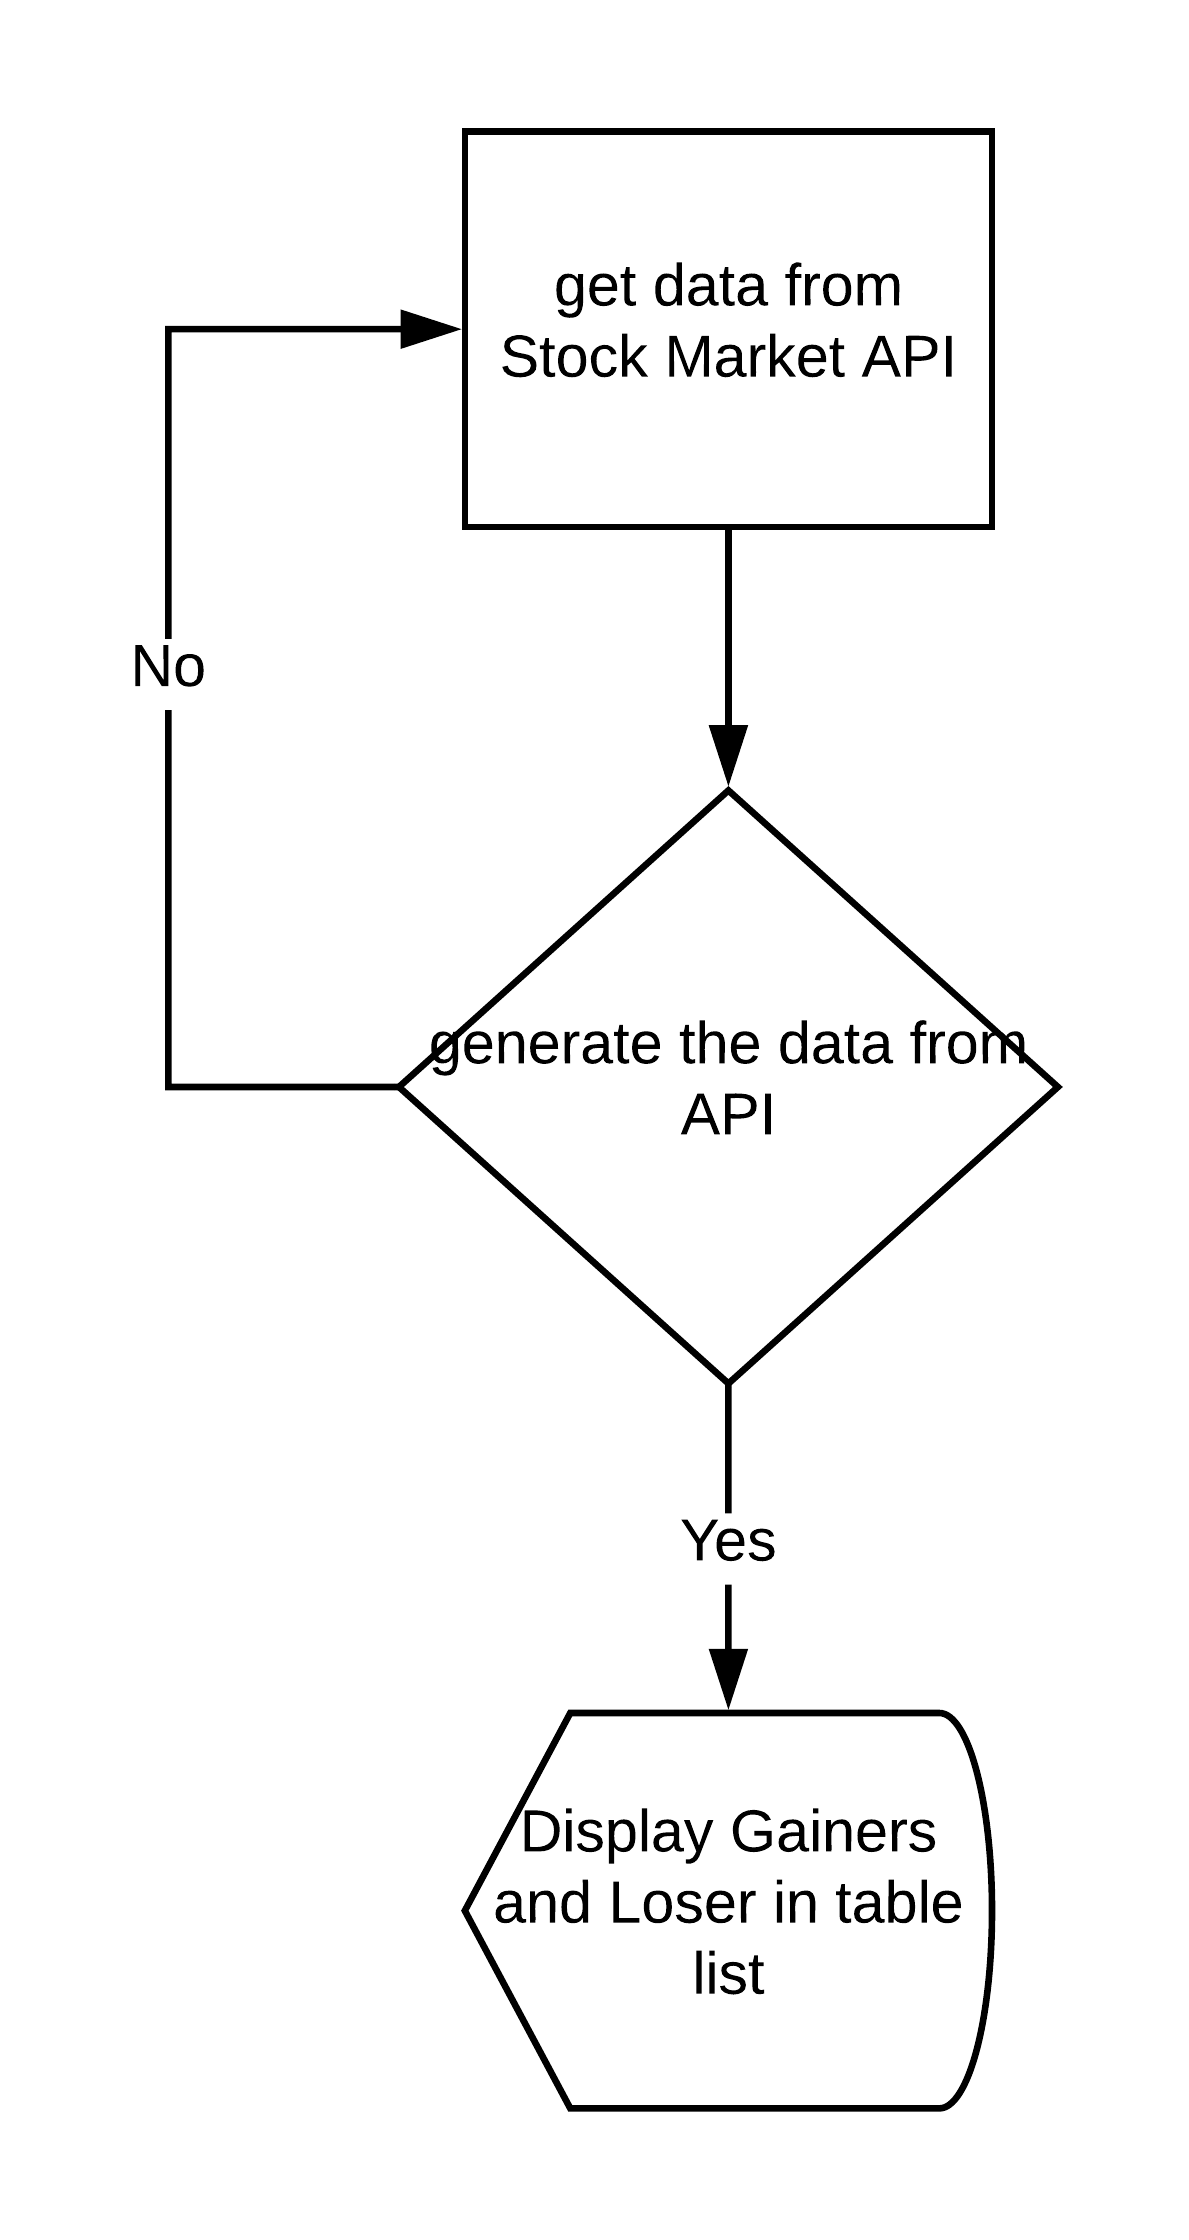 get data from
Stock Market API
No
generate the data from
API
Yes
Display Gainers
and Loser in table
list